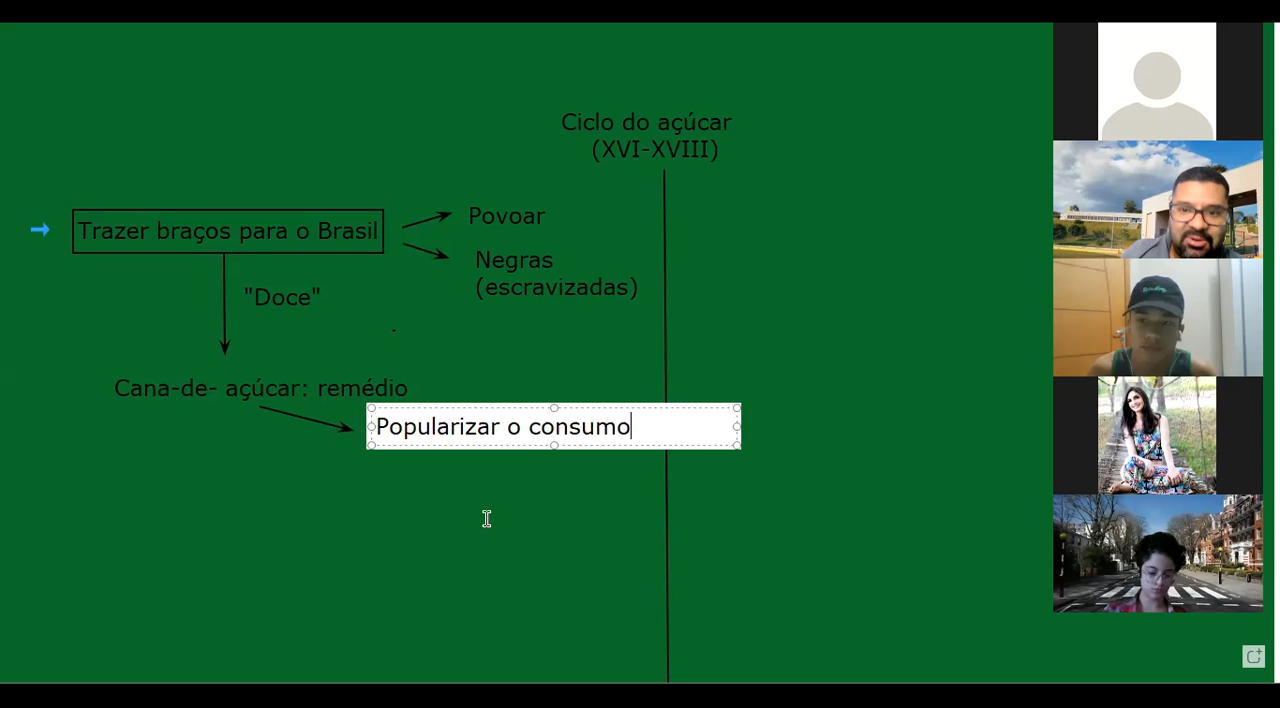 Ciclo do açúcar
(XVI-XVIII)
Trazer braços para o Brasil
Povoar
Negras
(escravizadas)
"Doce"
Cana-de- açúcar: remédio
Popularizar o consumo